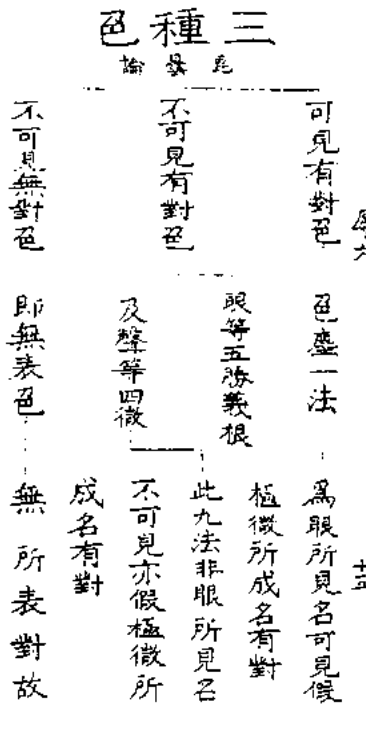 三種色
毘曇論
可見有對色
不可見有對色
不可見無對色
色塵一法
眼等五勝義根
及聲等四微
即無表色
為眼所見名可見假
極微所成名有對
此九法非眼所見名
不可見亦假極微所
成名有對
無所表對故